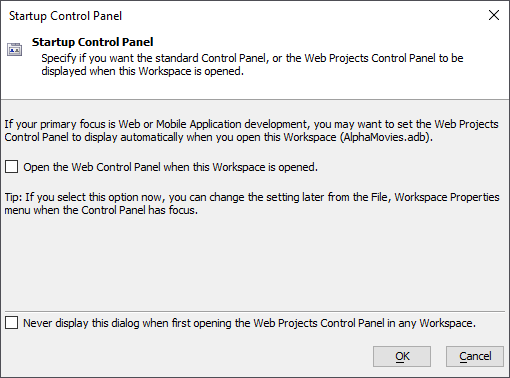 Startup Control Panel
Startup Control Panel
Specify if you want the standard Control Panel, or the Web Projects Control Panel to be
displayed when this Workspace is opened.
If your primary focus is Web or Mobile Application development, you may want to set the Web Projects
Control Panel to display automatically when you open this Workspace (AlphaMovies.adb).
Open the Web Control Panel when this Workspace is opened.
Tip: If you select this option now, you can change the setting later from the File, Workspace Properties
menu when the Control Panel has focus.
Never display this dialog when first opening the Web Projects Control Panel in any Workspace.
OK
Cancel